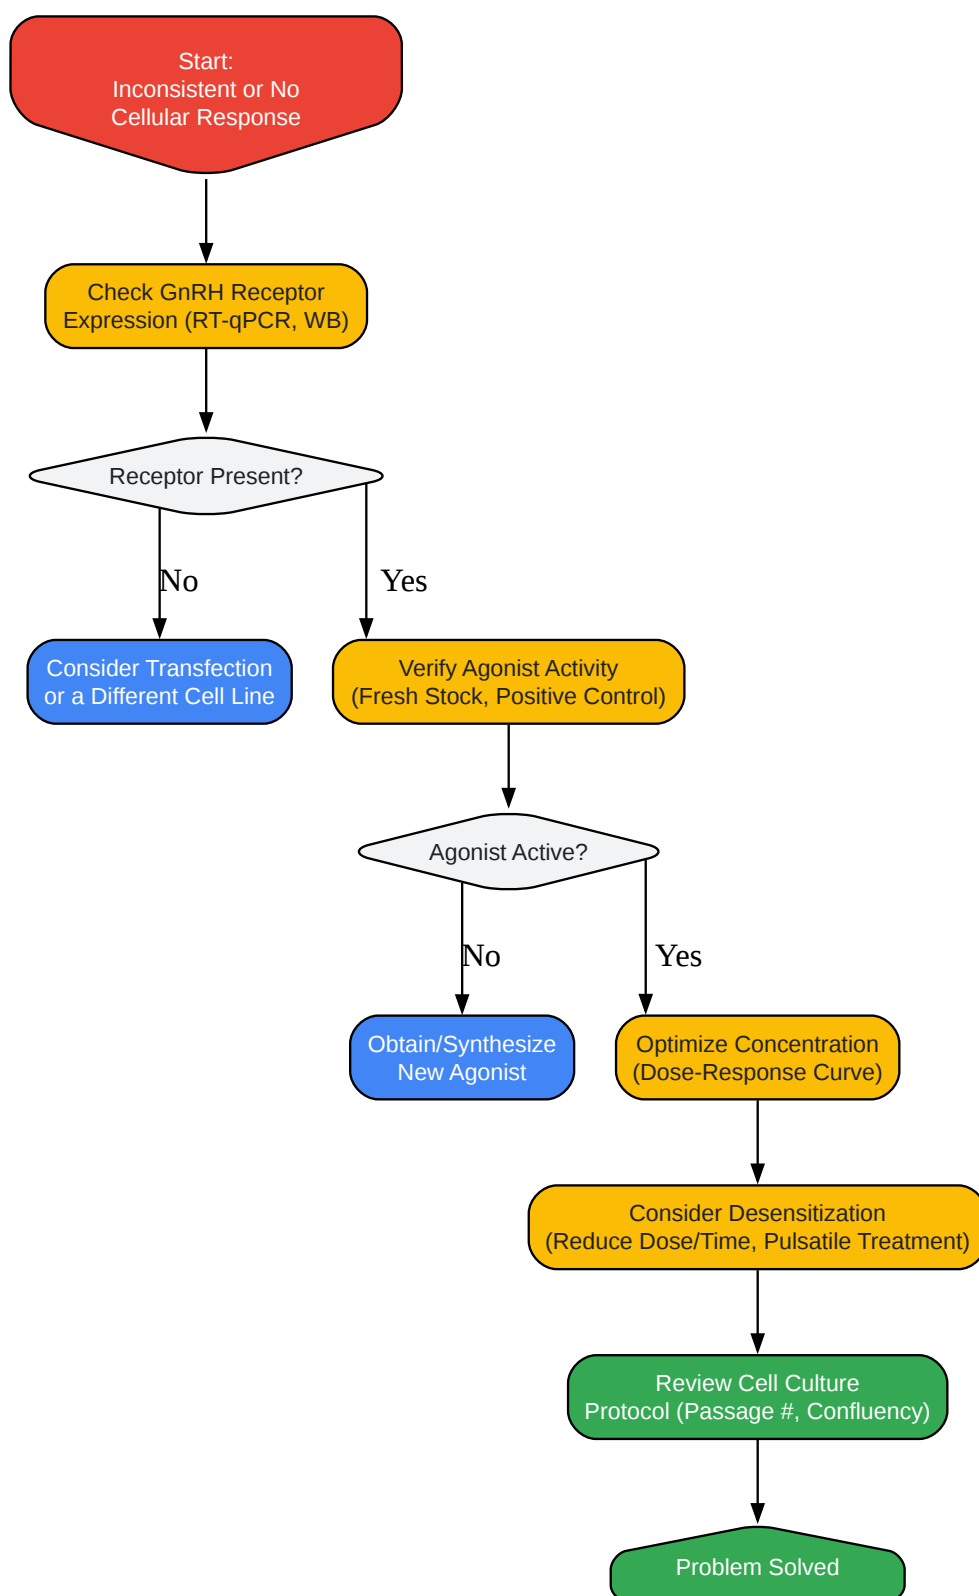 Start:
Inconsistent or No
Cellular Response
Check GnRH Receptor
Expression (RT-qPCR, WB)
Receptor Present?
No
Yes
Consider Transfection
or a Different Cell Line
Verify Agonist Activity
(Fresh Stock, Positive Control)
Agonist Active?
No
Yes
Obtain/Synthesize
New Agonist
Optimize Concentration
(Dose-Response Curve)
Consider Desensitization
(Reduce Dose/Time, Pulsatile Treatment)
Review Cell Culture
Protocol (Passage #, Confluency)
Problem Solved